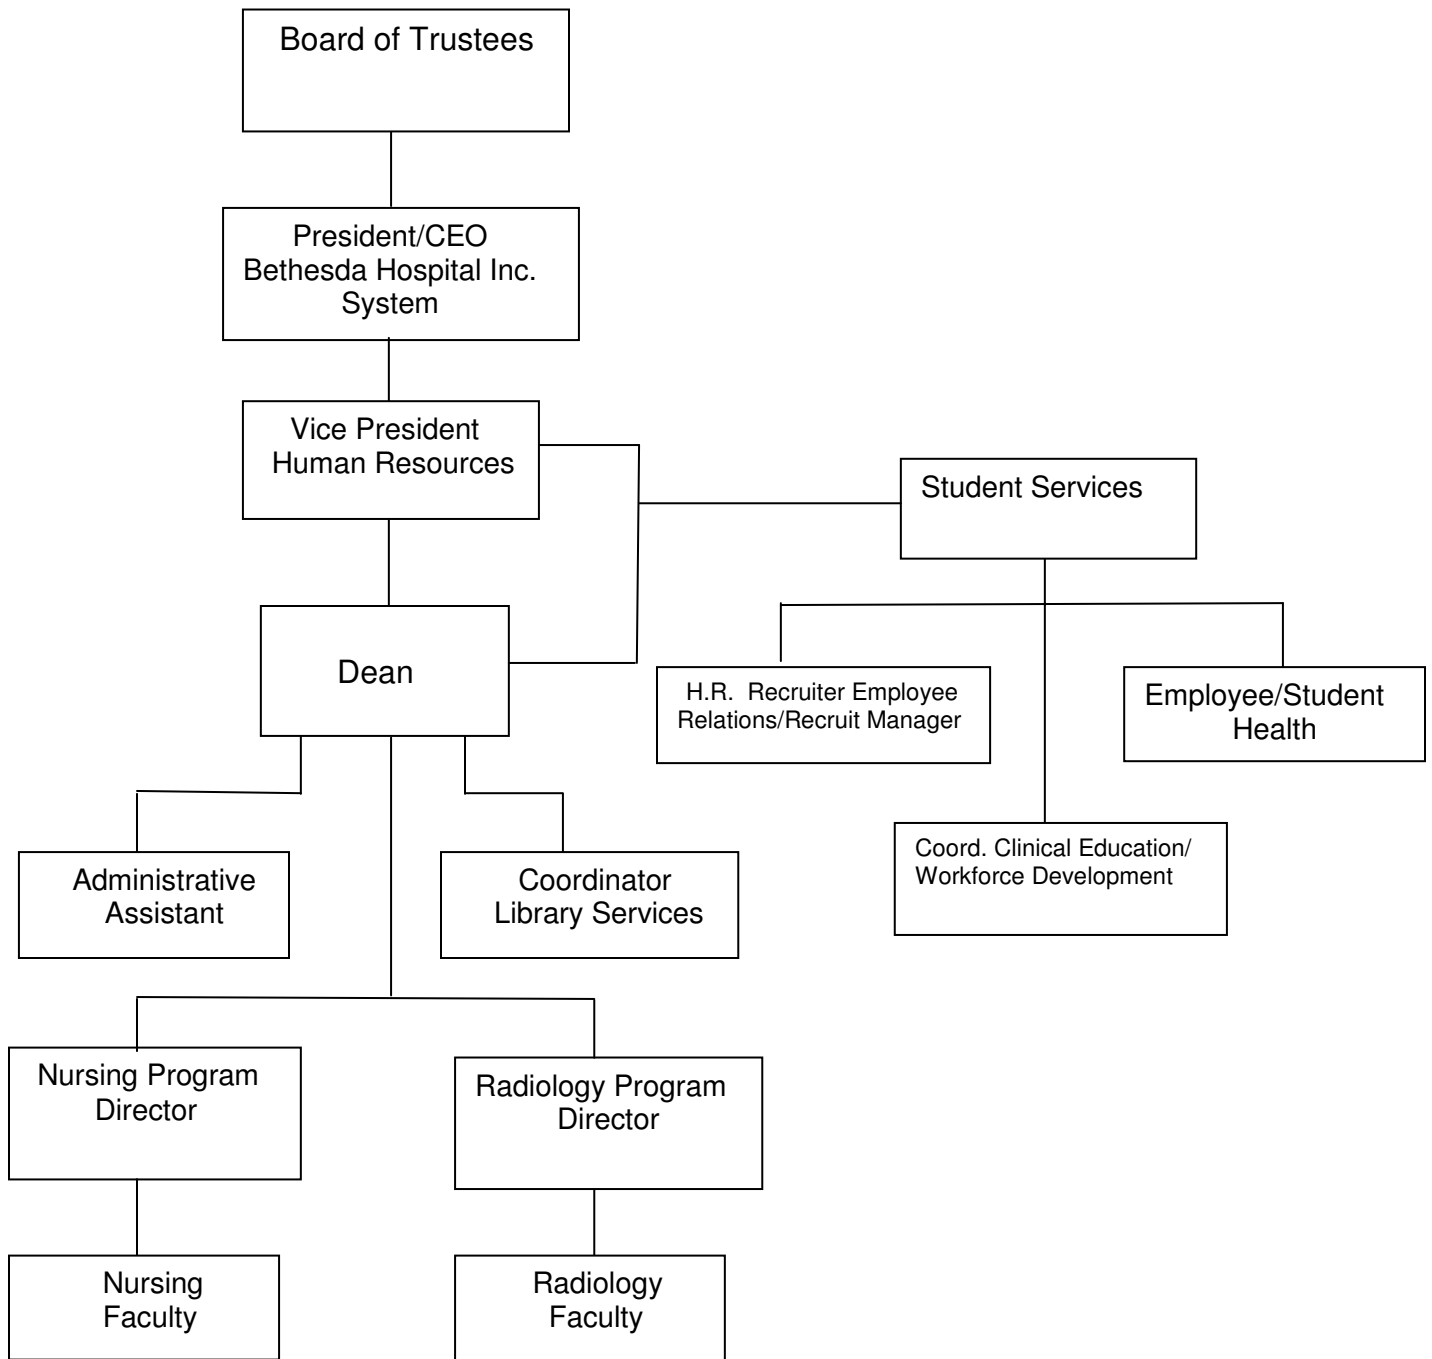 Board of Trustees
President/CEO
Bethesda Hospital Inc.
System
Vice President
Human Resources
Student Services
Dean
H.R. Recruiter Employee
Relations/Recruit Manager
Employee/Student
Health
Coord. Clinical Education/
Workforce Development
Administrative
Assistant
Coordinator
Library Services
Nursing Program
Director
Radiology Program
Director
Nursing
Faculty
Radiology
Faculty